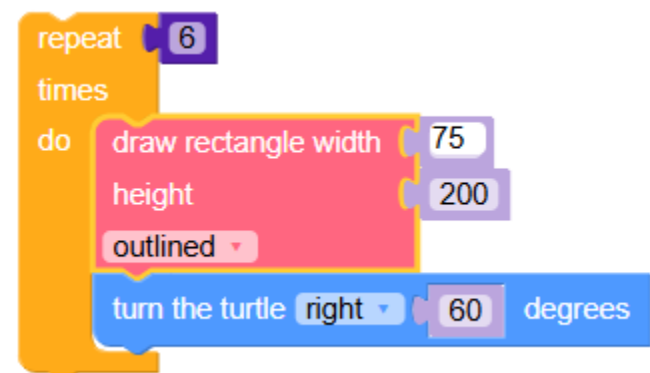 repeat 6
times
do draw rectangle width 75
height 200
outlined
turn the turtle right 60 degrees